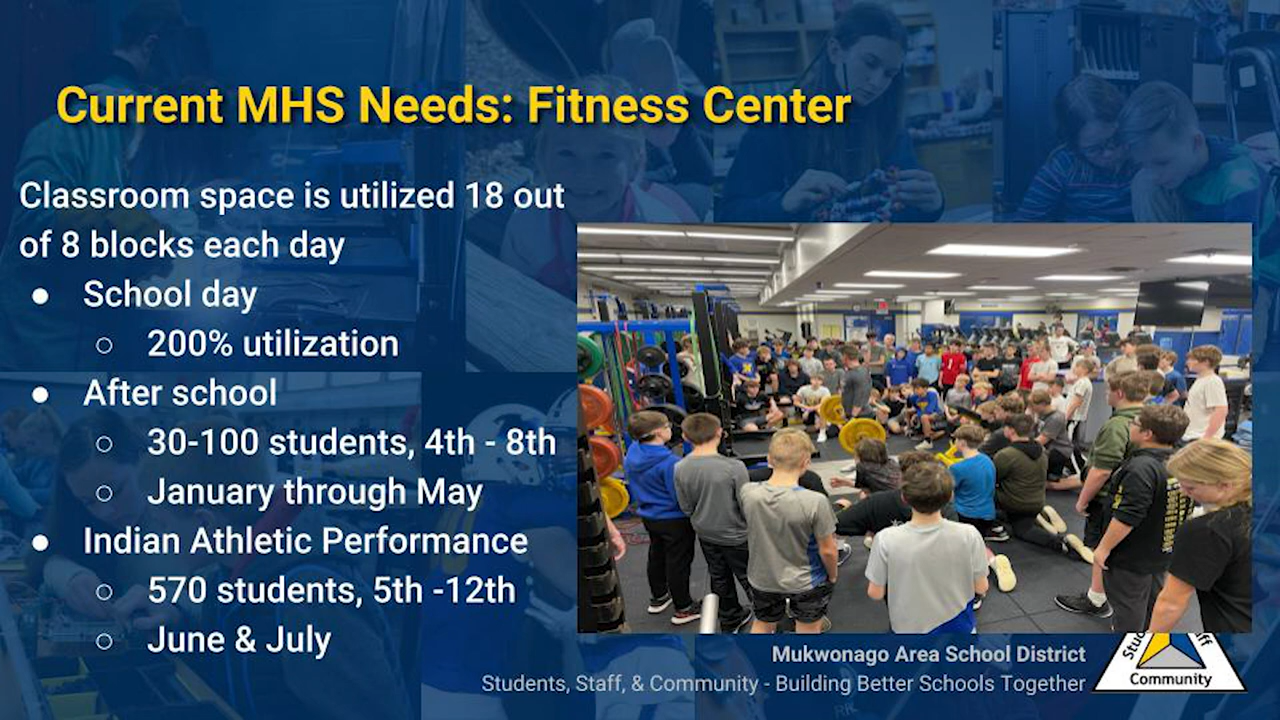 Current MHS Needs: Fitness Center
Classroom space is utilized 18 out
of 8 blocks each day
● School day
○ 200% utilization
● After school
○ 30-100 students, 4th - 8th
○ January through May
● Indian Athletic Performance
○ 570 students, 5th -12th
○ June & July
Mukwonago Area School District
Students, Staff, & Community - Building Better Schools Together
Community